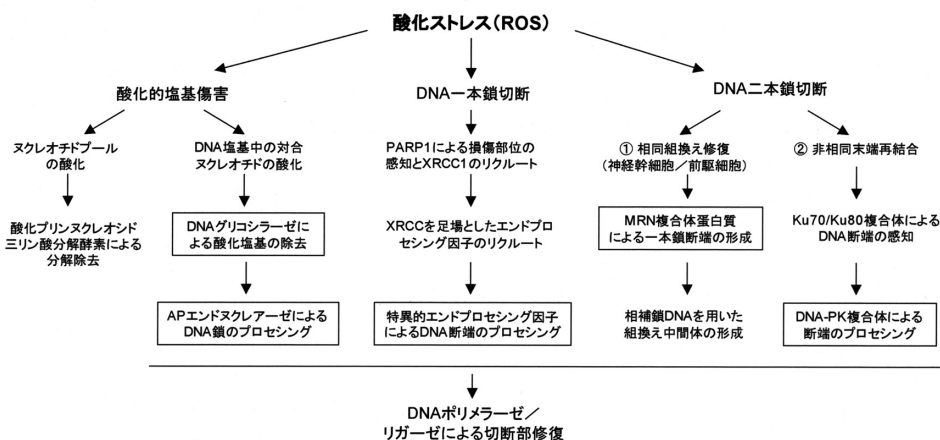 酸化ストレス(ROS)
酸化的塩基傷害
DNA一本鎖切断
DNA二本鎖切断
ヌクレオチドプール
の酸化
DNA塩基中の対合
ヌクレオチドの酸化
PARP1による損傷部位の
感知とXRCC1のリクルート
① 相同組換え修復
(神経幹細胞/前駆細胞)
② 非相同末端再結合
酸化プリンヌクレオシド
三リン酸分解酵素による
分解除去
DNAグリコシラーゼに
よる酸化塩基の除去
XRCCを足場としたエンドプロ
セシング因子のリクルート
MRN複合体蛋白質
による一本鎖断端の形成
Ku70/Ku80複合体による
DNA断端の感知
APエンドヌクレアーゼによる
DNA鎖のプロセシング
特異的エンドプロセシング因子
によるDNA断端のプロセシング
相補鎖DNAを用いた
組換え中間体の形成
DNA-PK複合体による
断端のプロセシング
DNAポリメラーゼ/
リガーゼによる切断部修復